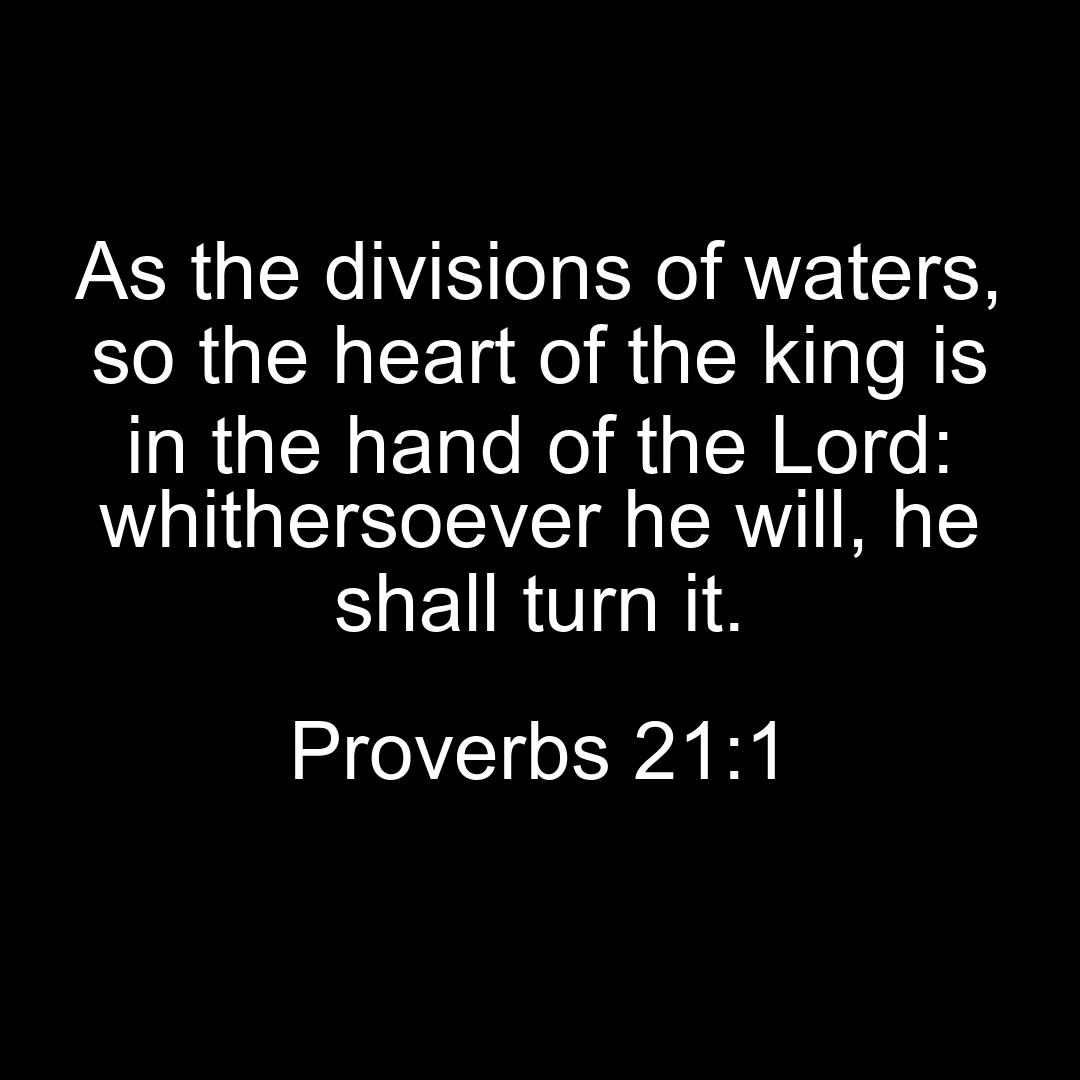 As the divisions of waters,
so the heart of the king is
in the hand of the Lord:
whithersoever he will, he
shall turn it.
Proverbs 21:1